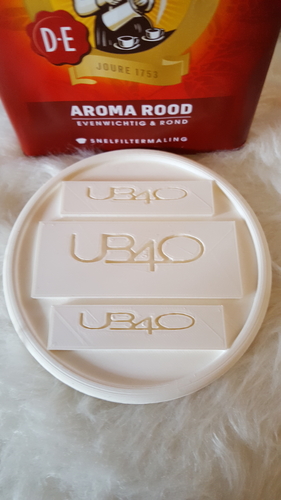 D·E
JOURE 1753
AROMA ROOD
EVENWICHTIG & ROND
SNELFILTERMALING
UB40
UB40
UB40